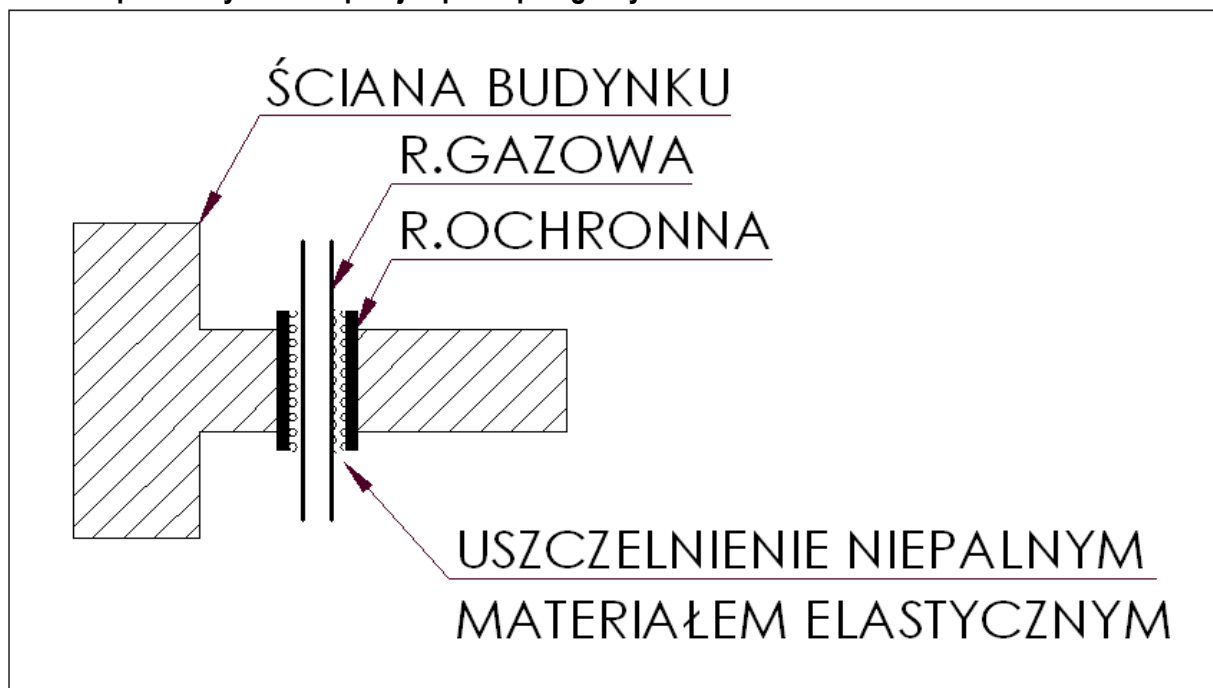 ŚCIANA BUDYNKU
R.GAZOWA
R.OCHRONNA
USZCZELNIENIE NIEPALNYM
MATERIAŁEM ELASTYCZNYM